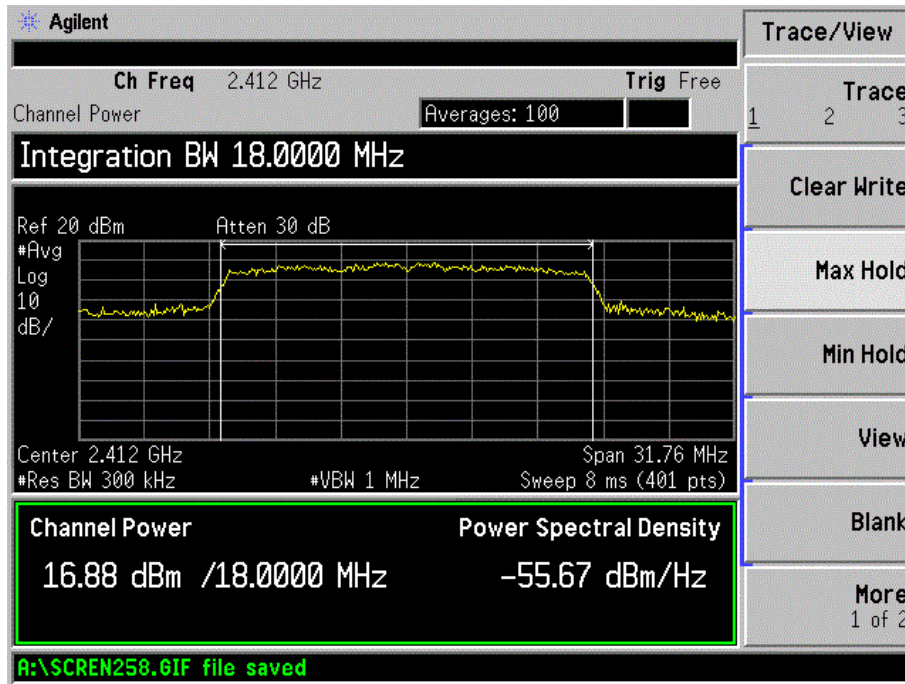 Agilent
Trace/View
Ch Freq 2.412 GHz Trig Free
Channel Power Averages: 100
Trace
1 2 3
Integration BW 18.0000 MHz
Clear Write
Ref 20 dBm Atten 30 dB
#Avg
Log
10
dB/
Max Hold
Min Hold
View
Center 2.412 GHz Span 31.76 MHz
#Res BW 300 kHz #VBW 1 MHz Sweep 8 ms (401 pts)
Channel Power Power Spectral Density
16.88 dBm /18.0000 MHz -55.67 dBm/Hz
Blank
More
1 of 2
A:\SCREN258.GIF file saved